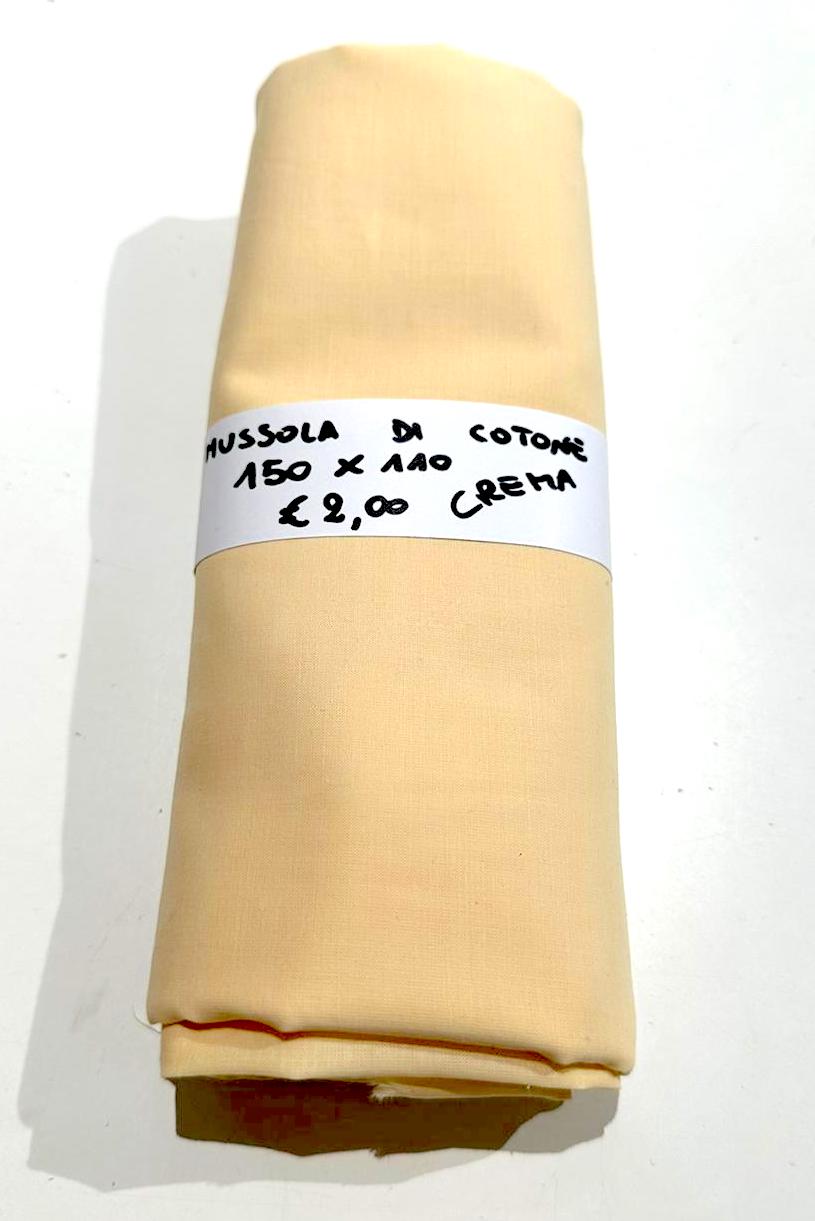 MUSSOLA DI COTONE
150 x 110
€ 2,00 CREMA